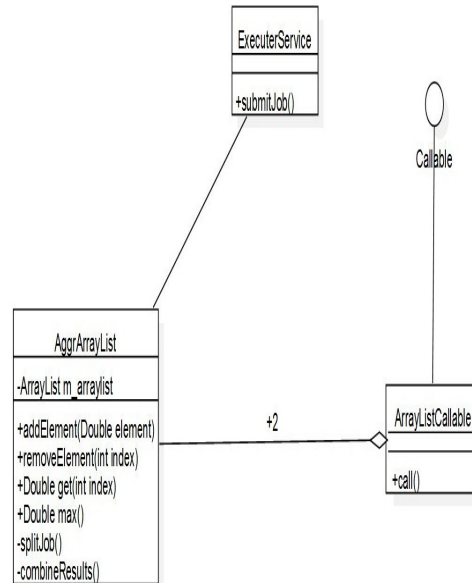 ExecuterService
+submitJob()
Callable
AggrArrayList
-ArrayList m_arraylist
+addElement(Double element)
+removeElement(int index)
+Double get(int index)
+Double max()
-splitJob()
-combineResults()
+2
ArrayListCallable
+call()